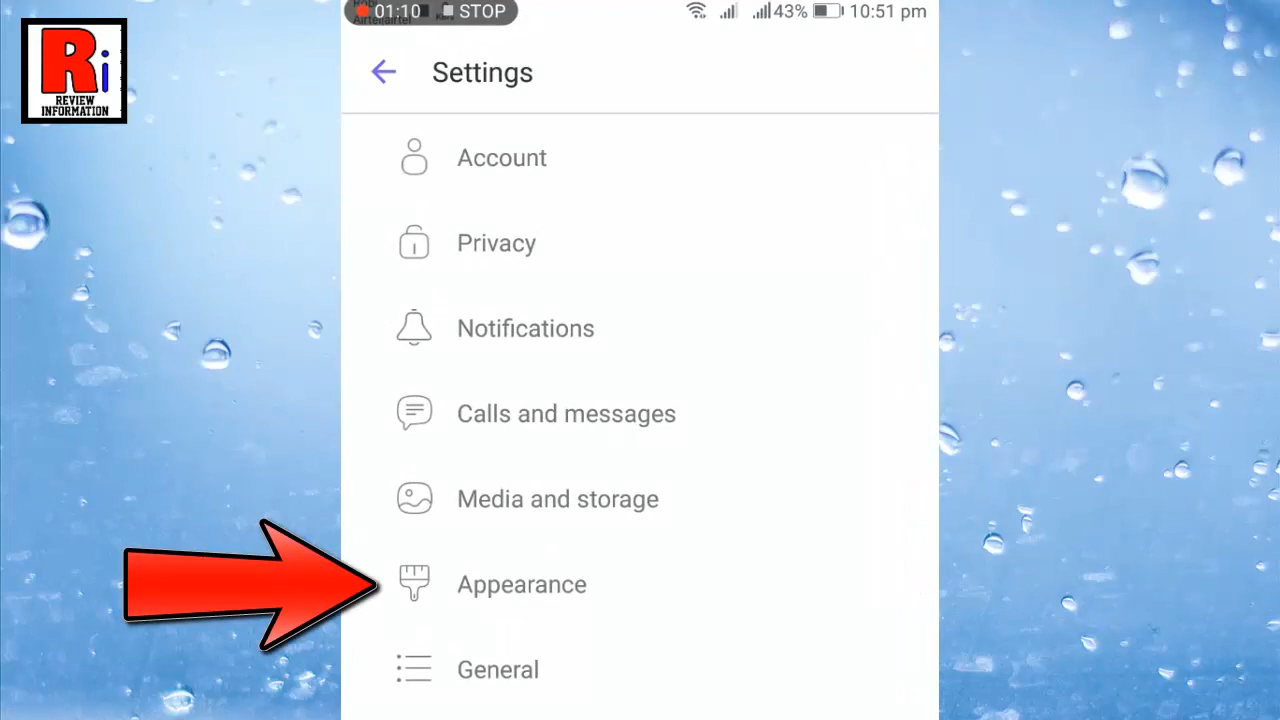 01:10 STOP
43% 10:51 pm
Ri
REVIEW
INFORMATION
Settings
Account
Privacy
Notifications
Calls and messages
Media and storage
Appearance
General